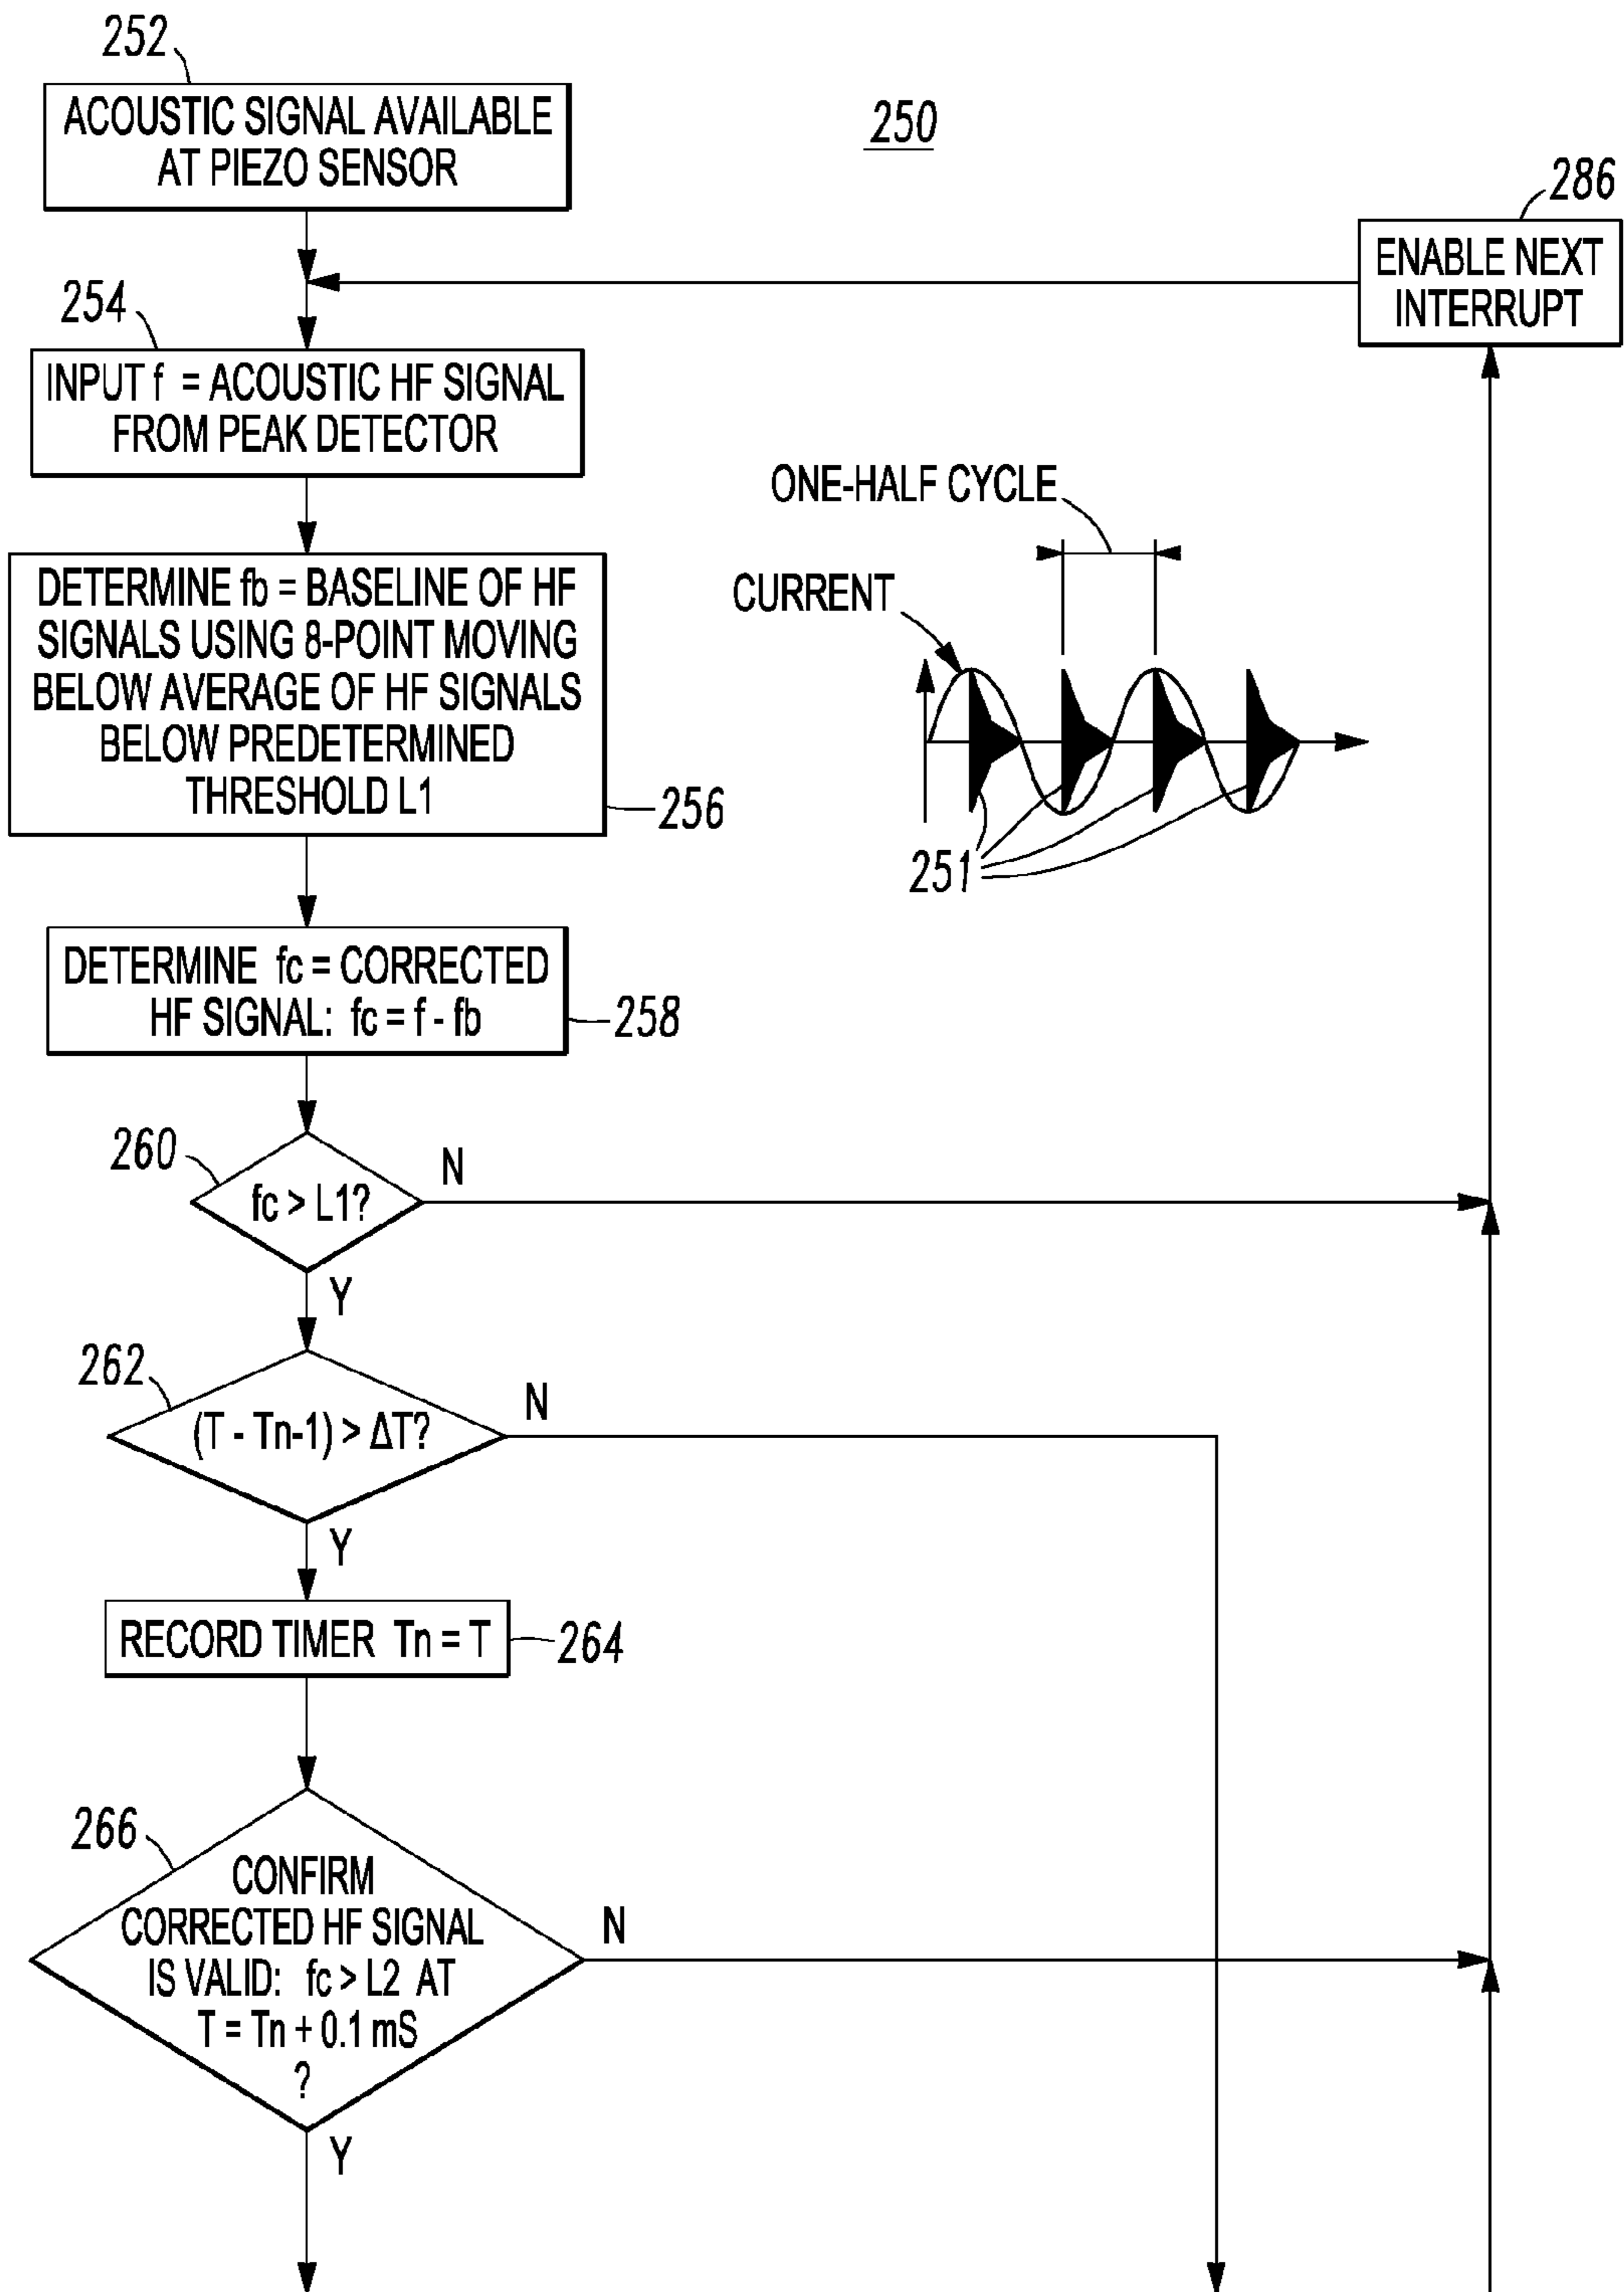 252
ACOUSTIC SIGNAL AVAILABLE
AT PIEZO SENSOR
250
286
ENABLE NEXT
INTERRUPT
254
INPUT f = ACOUSTIC HF SIGNAL
FROM PEAK DETECTOR
ONE-HALF CYCLE
CURRENT
251
DETERMINE fb = BASELINE OF HF
SIGNALS USING 8-POINT MOVING
BELOW AVERAGE OF HF SIGNALS
BELOW PREDETERMINED
THRESHOLD L1
256
DETERMINE fc = CORRECTED
HF SIGNAL: fc = f - fb
258
260
fc > L1?
N
Y
262
(T - Tn-1) > ΔT?
N
Y
RECORD TIMER Tn = T
264
266
CONFIRM
CORRECTED HF SIGNAL
IS VALID: fc > L2 AT
T = Tn + 0.1 mS
?
N
Y